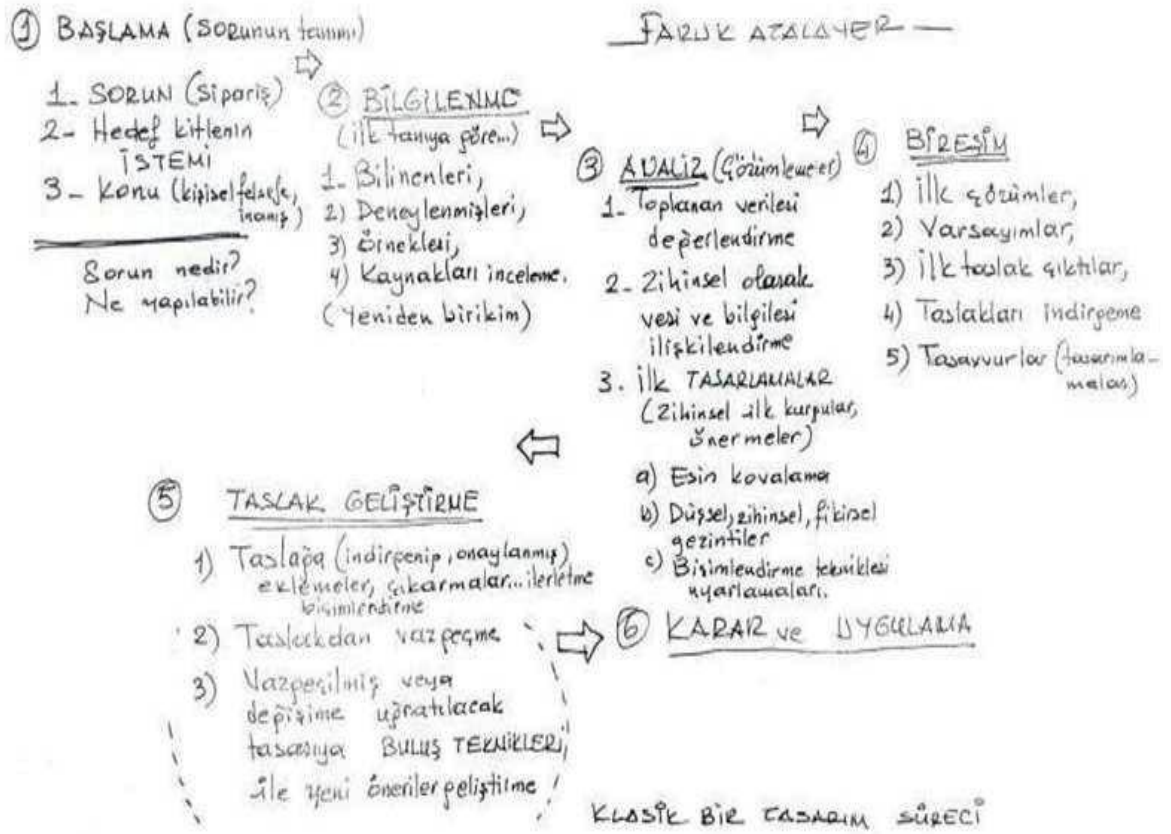 FARUK ATALAYER
① BAŞLAMA (Sorunun tanımı)
1- SORUN (Sipariş)
2- Hedef kitlenin
İSTEMİ
3- Konu (kişisel felsefe,
inanış)
Sorun nedir?
Ne yapılabilir?
② BİLGİLENME
(ilk tanıya göre...)
1- Bilinenleri,
2) Deneylenmişleri,
3) örnekleri,
4) Kaynakları inceleme.
(Yeniden birikim)
③ ANALİZ (Çözümlemeler)
1- Toplanan verileri
değerlendirme
2- Zihinsel olarak
veri ve bilgileri
ilişkilendirme
3. İlk TASARLAMALAR
(Zihinsel ilk kurgular,
önermeler)
a) Esin kovalama
b) Düşsel, zihinsel, fikirsel
gezintiler
c) Biçimlendirme teknikleri
uyarlamaları.
④ BİREŞİM
1) İlk çözümler,
2) Varsayımlar,
3) İlk taslak çıktılar,
4) Taslakları indirgeme
5) Tasavvurlar (tasarımla-
malar)
⑤ TASLAK GELİŞTİRME
1) Taslağa (indirgenip, onaylanmış)
eklemeler, çıkarmalar... ilerletme
biçimlendirme
2) Taslakdan vazgeçme
3) Vazgeçilmiş veya
değişime uğratılacak
tasarıya BULUŞ TEKNİKLERİ,
ile yeni öneriler geliştirme
⑥ KARAR ve UYGULAMA
KLASİK BİR TASARIM SÜRECİ